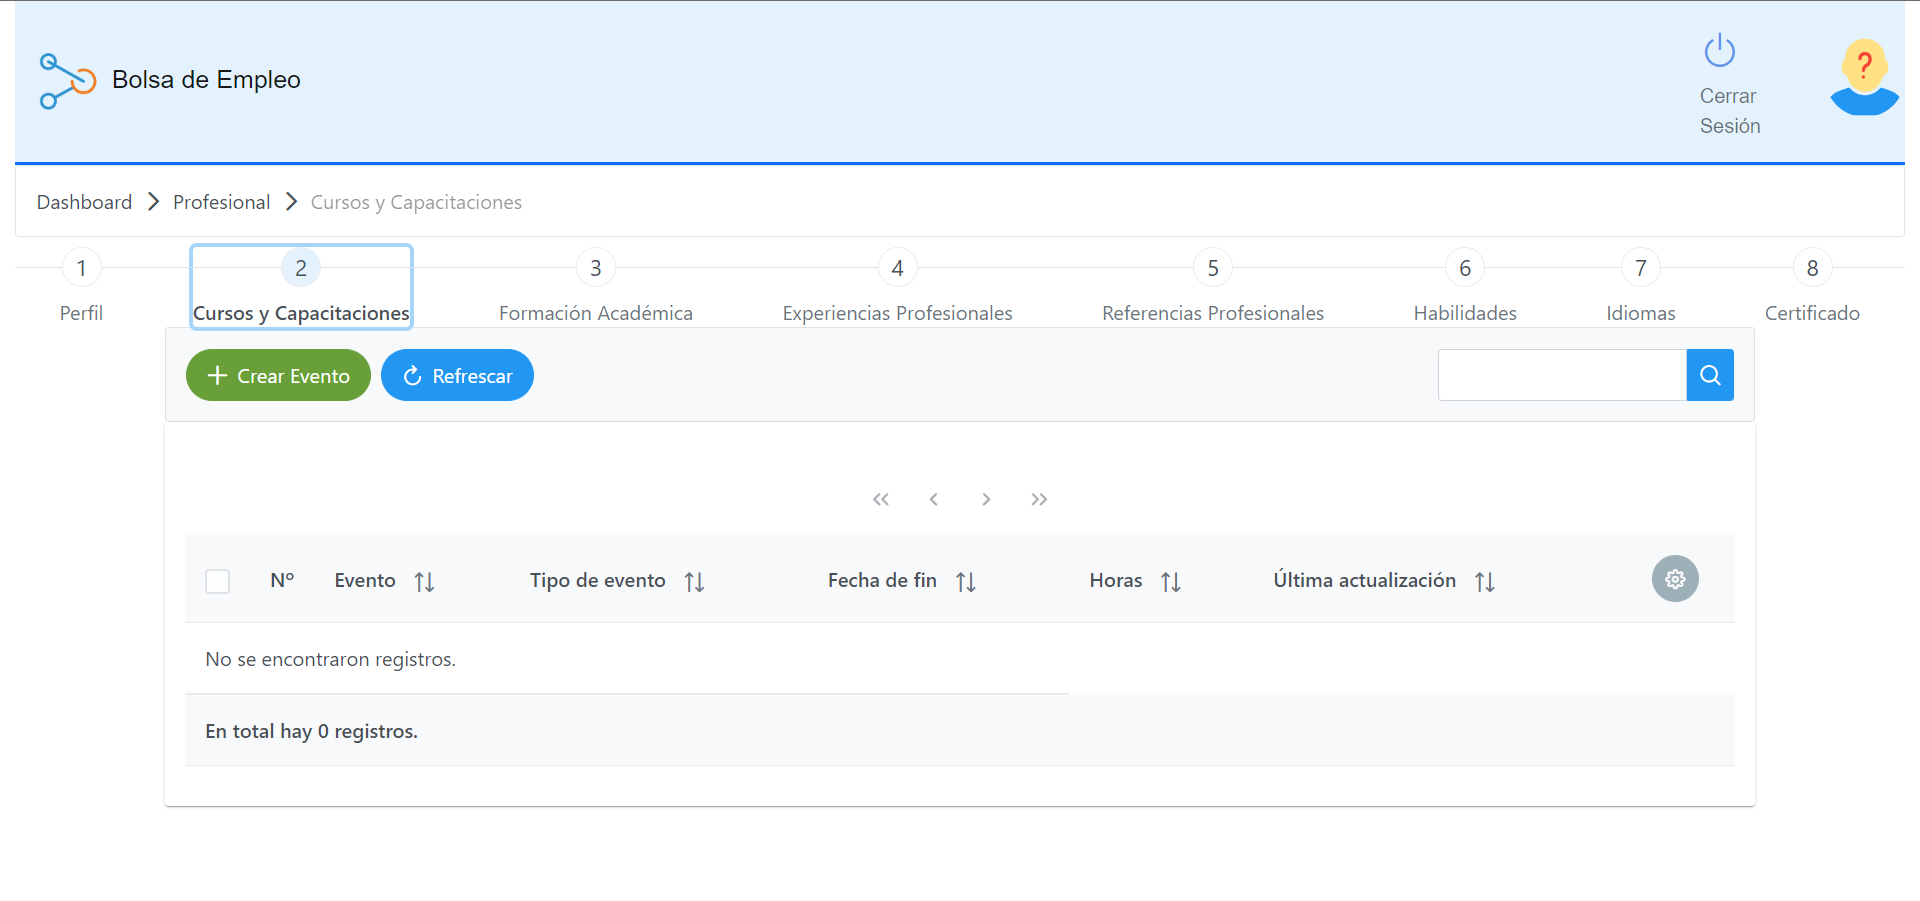 Bolsa de Empleo
Cerrar
Sesión
?
Dashboard > Profesional > Cursos y Capacitaciones
1 2 3 4 5 6 7 8
Perfil Cursos y Capacitaciones Formación Académica Experiencias Profesionales Referencias Profesionales Habilidades Idiomas Certificado
+ Crear Evento Refrescar
« ‹ › »
Nº Evento Tipo de evento Fecha de fin Horas Última actualización
No se encontraron registros.
En total hay 0 registros.